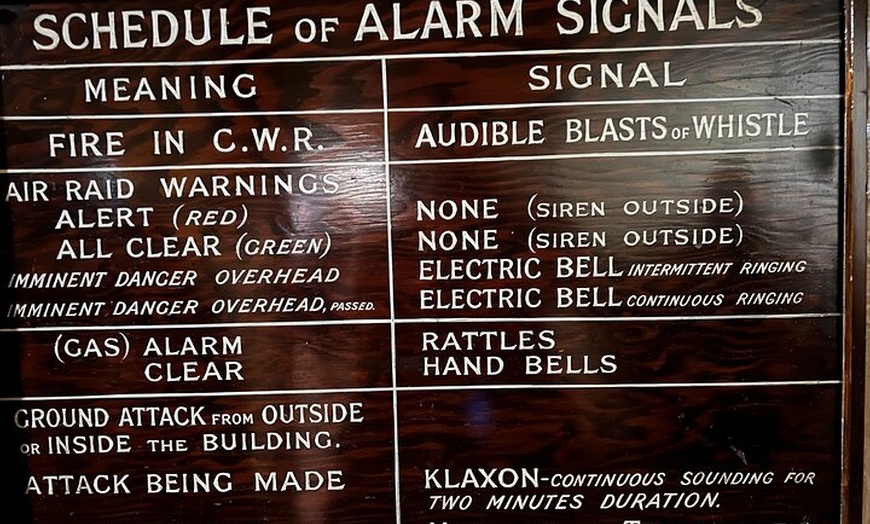 SCHEDULE OF ALARM SIGNALS
MEANING SIGNAL
FIRE IN C.W.R. AUDIBLE BLASTS OF WHISTLE
AIR RAID WARNINGS
ALERT (RED) NONE (SIREN OUTSIDE)
ALL CLEAR (GREEN) NONE (SIREN OUTSIDE)
IMMINENT DANGER OVERHEAD ELECTRIC BELL INTERMITTENT RINGING
IMMINENT DANGER OVERHEAD, PASSED. ELECTRIC BELL CONTINUOUS RINGING
(GAS) ALARM RATTLES
CLEAR HAND BELLS
GROUND ATTACK FROM OUTSIDE
OR INSIDE THE BUILDING.
ATTACK BEING MADE KLAXON-CONTINUOUS SOUNDING FOR
TWO MINUTES DURATION.